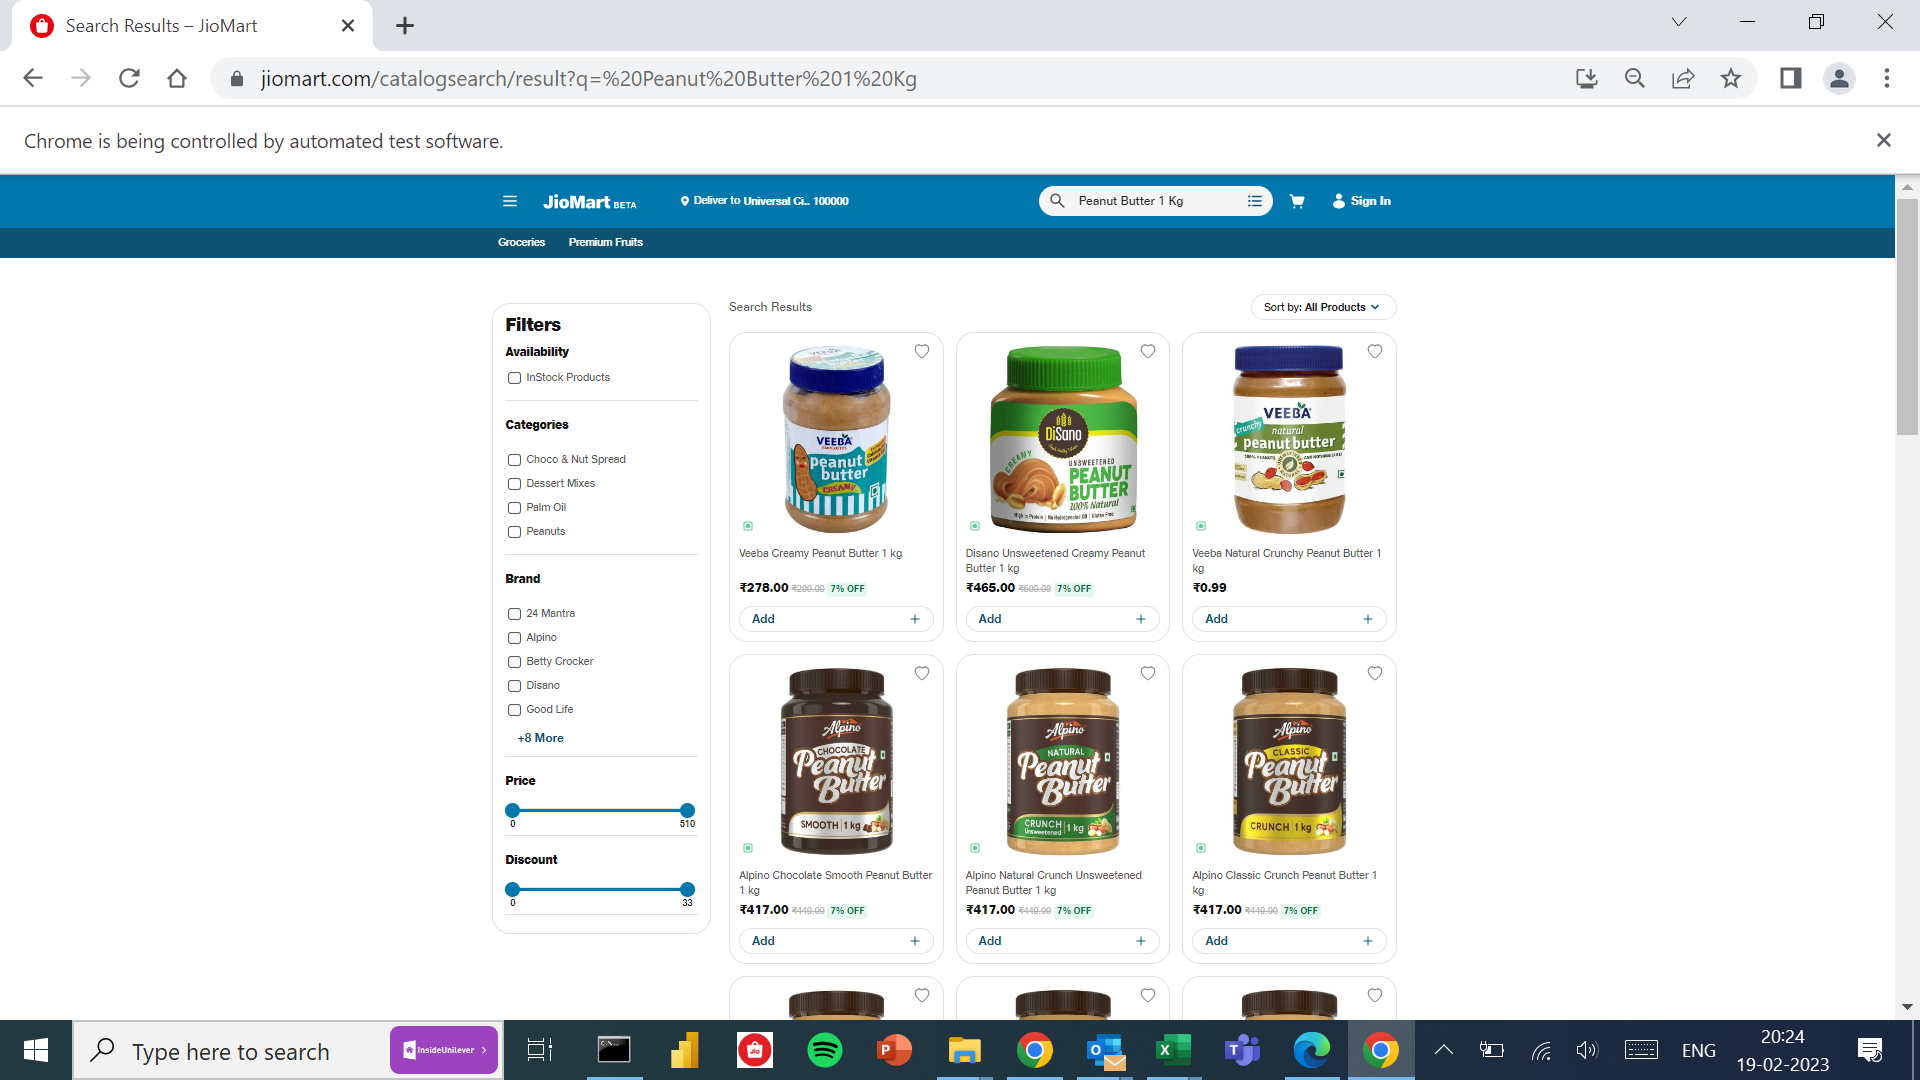 Search Results – JioMart
jiomart.com/catalogsearch/result?q=%20Peanut%20Butter%201%20Kg
Chrome is being controlled by automated test software.
JioMart BETA
Deliver to Universal Ci... 100000
Peanut Butter 1 Kg
Sign In
Groceries
Premium Fruits
Filters
Availability
InStock Products
Categories
Choco & Nut Spread
Dessert Mixes
Palm Oil
Peanuts
Brand
24 Mantra
Alpino
Betty Crocker
Disano
Good Life
+8 More
Price
0
510
Discount
0
33
Search Results
Sort by: All Products
VEEBA
peanut
butter
CREAMY
Veeba Creamy Peanut Butter 1 kg
₹278.00 7% OFF
Add +
DiSano
CREAMY
UNSWEETENED
PEANUT
BUTTER
100% Natural
High in Protein | No Hydrogenated Oil | Gluten Free
Disano Unsweetened Creamy Peanut
Butter 1 kg
₹465.00 ₹500.00 7% OFF
Add +
VEEBA
crunchy
natural
peanut butter
Veeba Natural Crunchy Peanut Butter 1
kg
₹0.99
Add +
Alpino
CHOCOLATE
Peanut
Butter
SMOOTH | 1 kg
Alpino Chocolate Smooth Peanut Butter
1 kg
₹417.00 7% OFF
Add +
Alpino
NATURAL
Peanut
Butter
CRUNCH | 1 kg
Unsweetened
Alpino Natural Crunch Unsweetened
Peanut Butter 1 kg
₹417.00 7% OFF
Add +
Alpino
CLASSIC
Peanut
Butter
CRUNCH 1 kg
Alpino Classic Crunch Peanut Butter 1
kg
₹417.00 7% OFF
Add +
Type here to search
InsideUnilever
ENG
20:24
19-02-2023